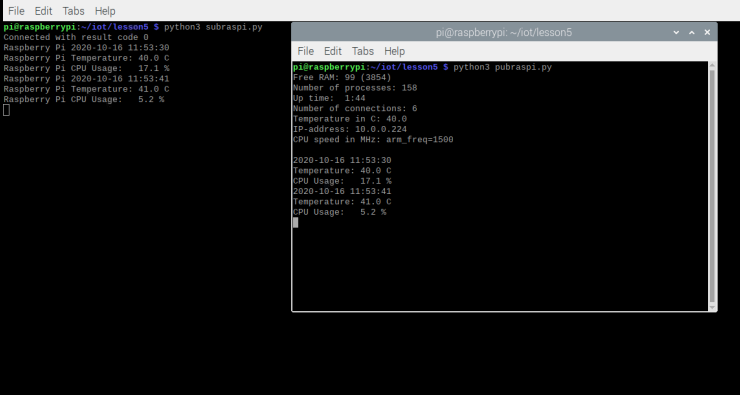 File Edit Tabs Help
pi@raspberrypi:~/iot/lesson5 $ python3 subraspi.py
Connected with result code 0
Raspberry Pi 2020-10-16 11:53:30
Raspberry Pi Temperature: 40.0 C
Raspberry Pi CPU Usage:   17.1 %
Raspberry Pi 2020-10-16 11:53:41
Raspberry Pi Temperature: 41.0 C
Raspberry Pi CPU Usage:   5.2 %
pi@raspberrypi: ~/iot/lesson5
File Edit Tabs Help
pi@raspberrypi:~/iot/lesson5 $ python3 pubraspi.py
Free RAM: 99 (3854)
Number of processes: 158
Up time:  1:44
Number of connections: 6
Temperature in C: 40.0
IP-address: 10.0.0.224
CPU speed in MHz: arm_freq=1500
2020-10-16 11:53:30
Temperature: 40.0 C
CPU Usage:   17.1 %
2020-10-16 11:53:41
Temperature: 41.0 C
CPU Usage:   5.2 %